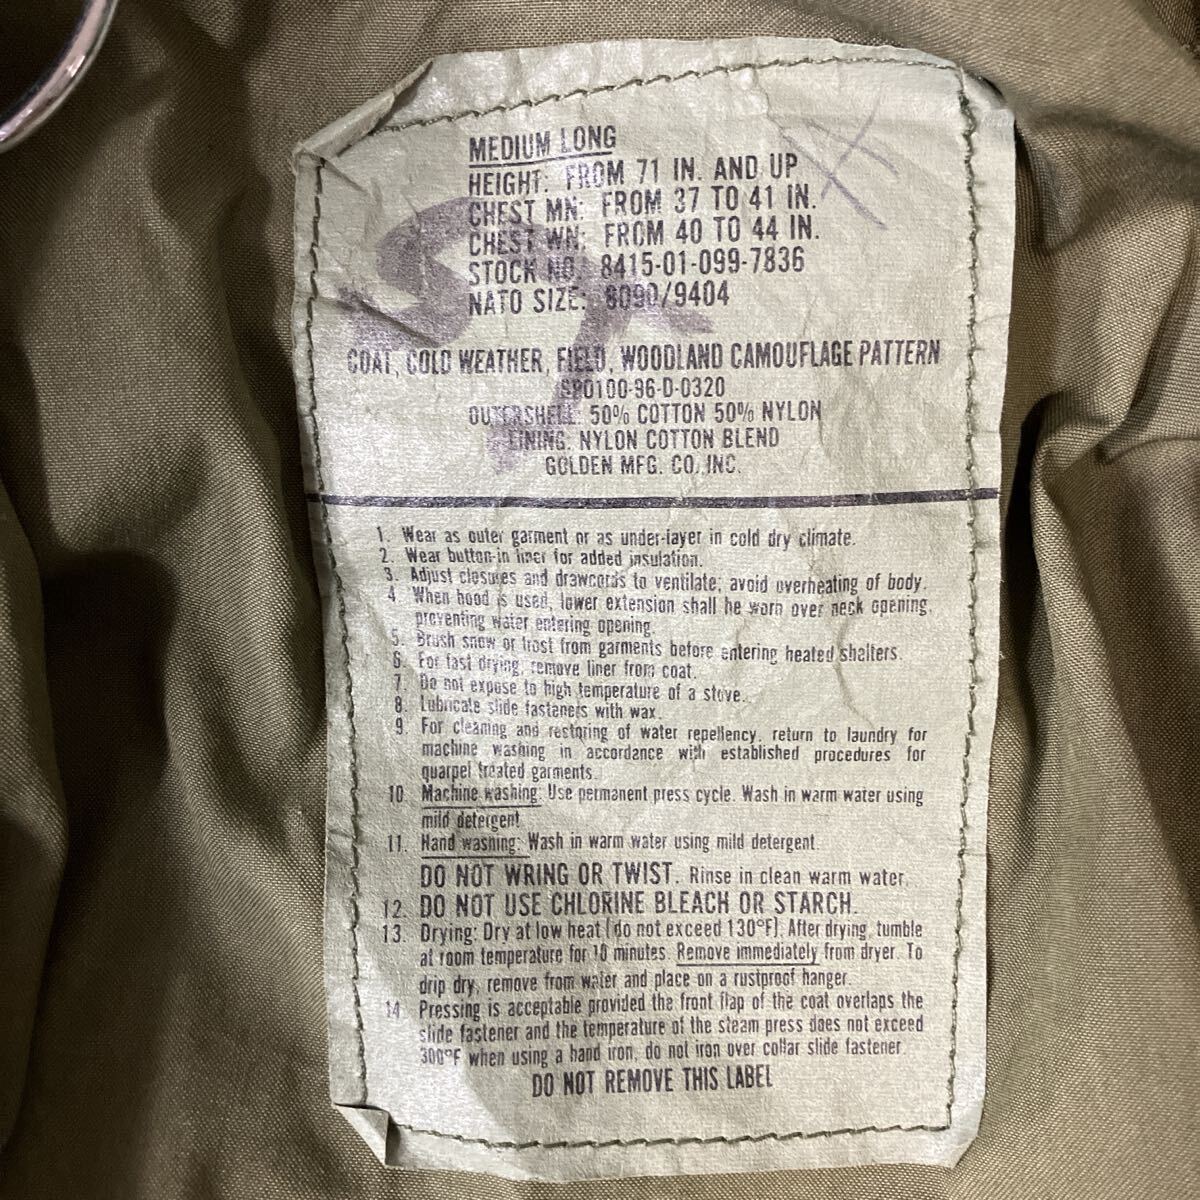 MEDIUM LONG
HEIGHT: FROM 71 IN. AND UP
CHEST MN: FROM 37 TO 41 IN.
CHEST WN: FROM 40 TO 44 IN.
STOCK NO. 8415-01-099-7836
NATO SIZE: 8090/9404
COAT, COLD WEATHER, FIELD, WOODLAND CAMOUFLAGE PATTERN
SPO100-96-D-0320
OUTERSHELL: 50% COTTON 50% NYLON
LINING: NYLON COTTON BLEND
GOLDEN MFG. CO., INC.
1. Wear as outer garment or as under-layer in cold dry climate.
2. Wear button-in liner for added insulation.
3. Adjust closures and drawcords to ventilate; avoid overheating of body.
4. When hood is used, lower extension shall be worn over neck opening,
preventing water entering opening.
5. Brush snow or frost from garments before entering heated shelters.
6. For fast drying, remove liner from coat.
7. Do not expose to high temperature of a stove.
8. Lubricate slide fasteners with wax.
9. For cleaning and restoring of water repellency, return to laundry for
machine washing in accordance with established procedures for
quarpel treated garments.
10. Machine washing: Use permanent press cycle. Wash in warm water using
mild detergent.
11. Hand washing: Wash in warm water using mild detergent.
DO NOT WRING OR TWIST. Rinse in clean warm water.
12. DO NOT USE CHLORINE BLEACH OR STARCH.
13. Drying: Dry at low heat (do not exceed 130°F). After drying, tumble
at room temperature for 10 minutes. Remove immediately from dryer. To
drip dry, remove from water and place on a rustproof hanger.
14. Pressing is acceptable provided the front flap of the coat overlaps the
slide fastener and the temperature of the steam press does not exceed
300°F when using a hand iron, do not iron over collar slide fastener.
DO NOT REMOVE THIS LABEL